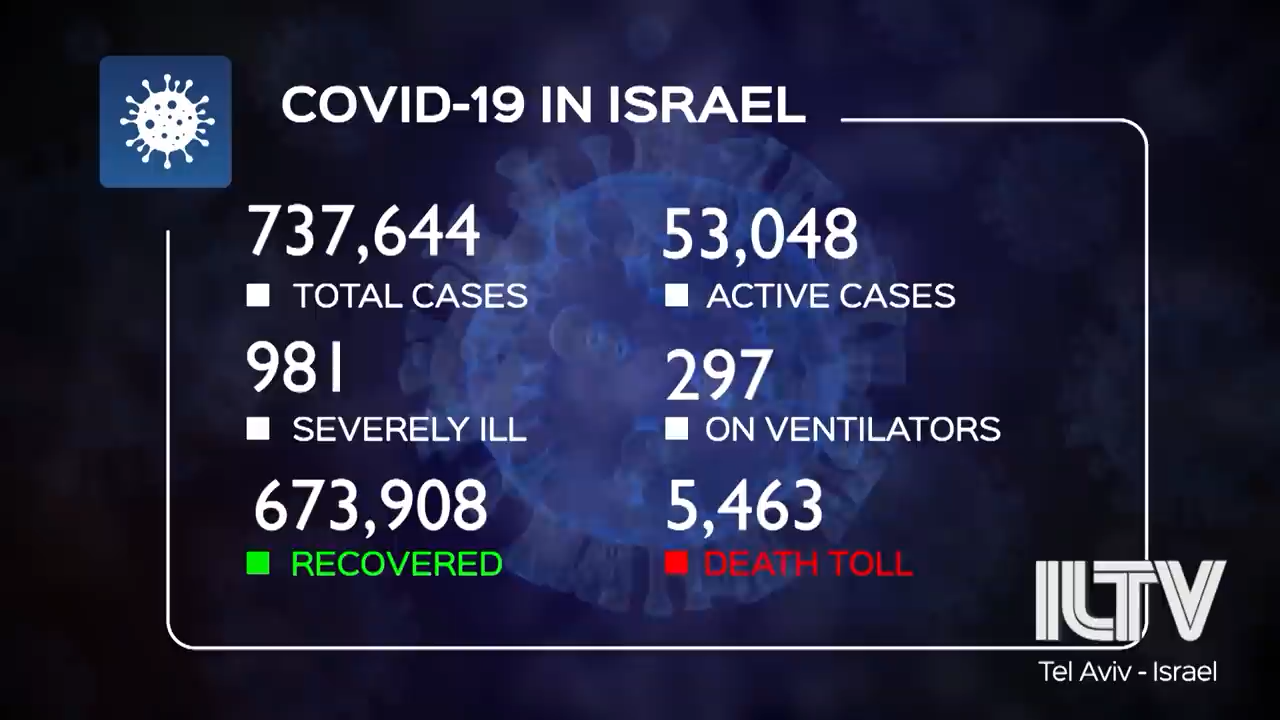 COVID-19 IN ISRAEL
737,644
TOTAL CASES
53,048
ACTIVE CASES
981
SEVERELY ILL
297
ON VENTILATORS
673,908
RECOVERED
5,463
DEATH TOLL
ILTV
Tel Aviv - Israel